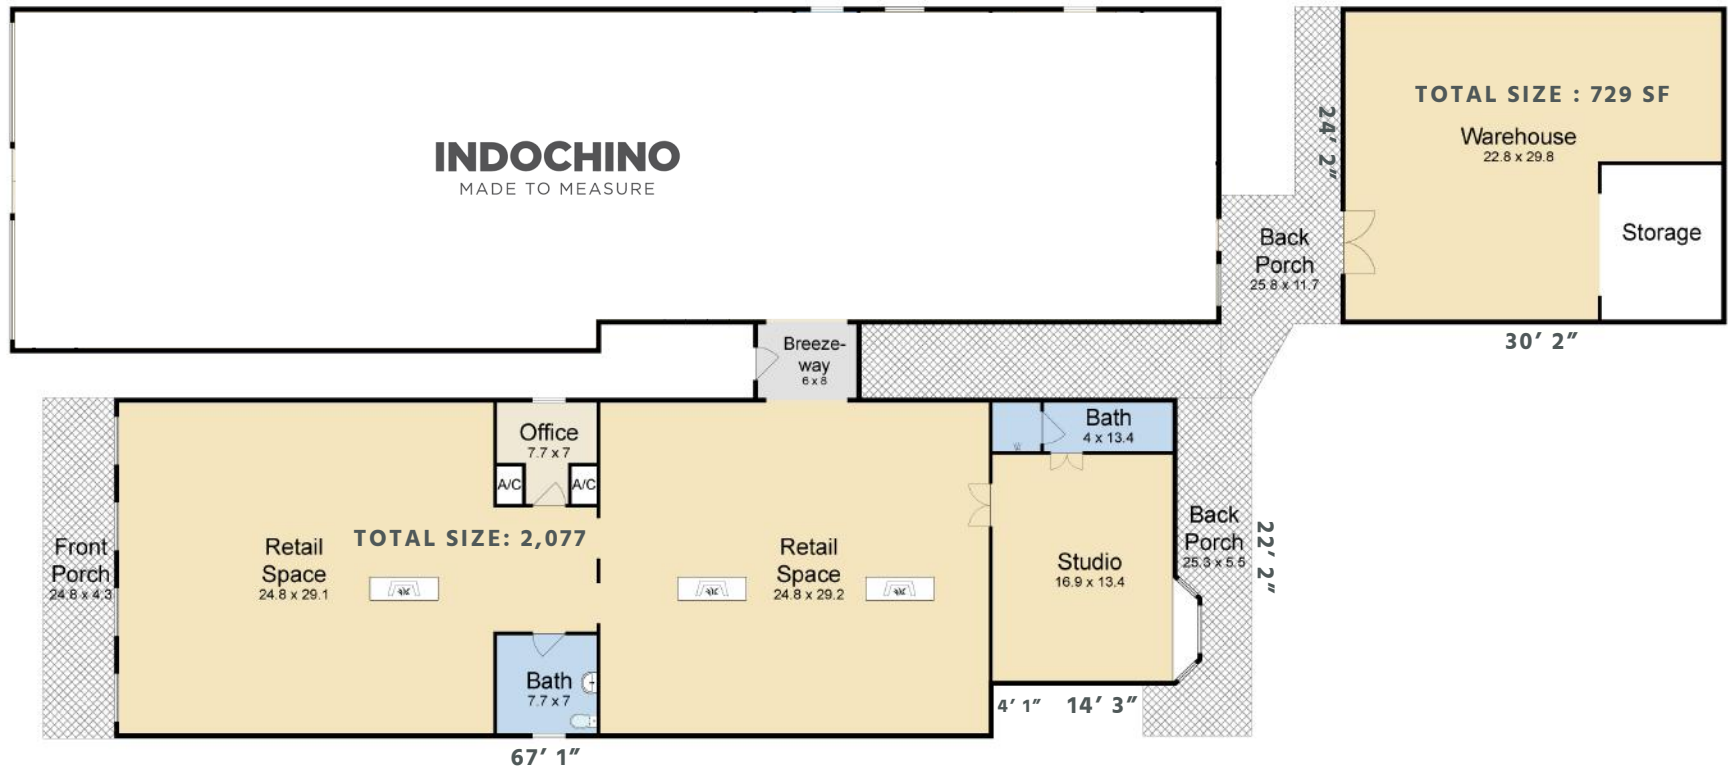 INDOCHINO
MADE TO MEASURE
TOTAL SIZE : 729 SF
Warehouse
22.8 x 29.8
24' 2"
Storage
Back
Porch
25.8 x 11.7
30' 2"
Breeze-
way
6 x 8
Office
7.7 x 7
A/C
A/C
Bath
4 x 13.4
Front
Porch
24.8 x 4.3
Retail
Space
24.8 x 29.1
TOTAL SIZE: 2,077
Retail
Space
24.8 x 29.2
Studio
16.9 x 13.4
Back
Porch
25.3 x 5.5
22' 2"
Bath
7.7 x 7
4' 1"
14' 3"
67' 1"